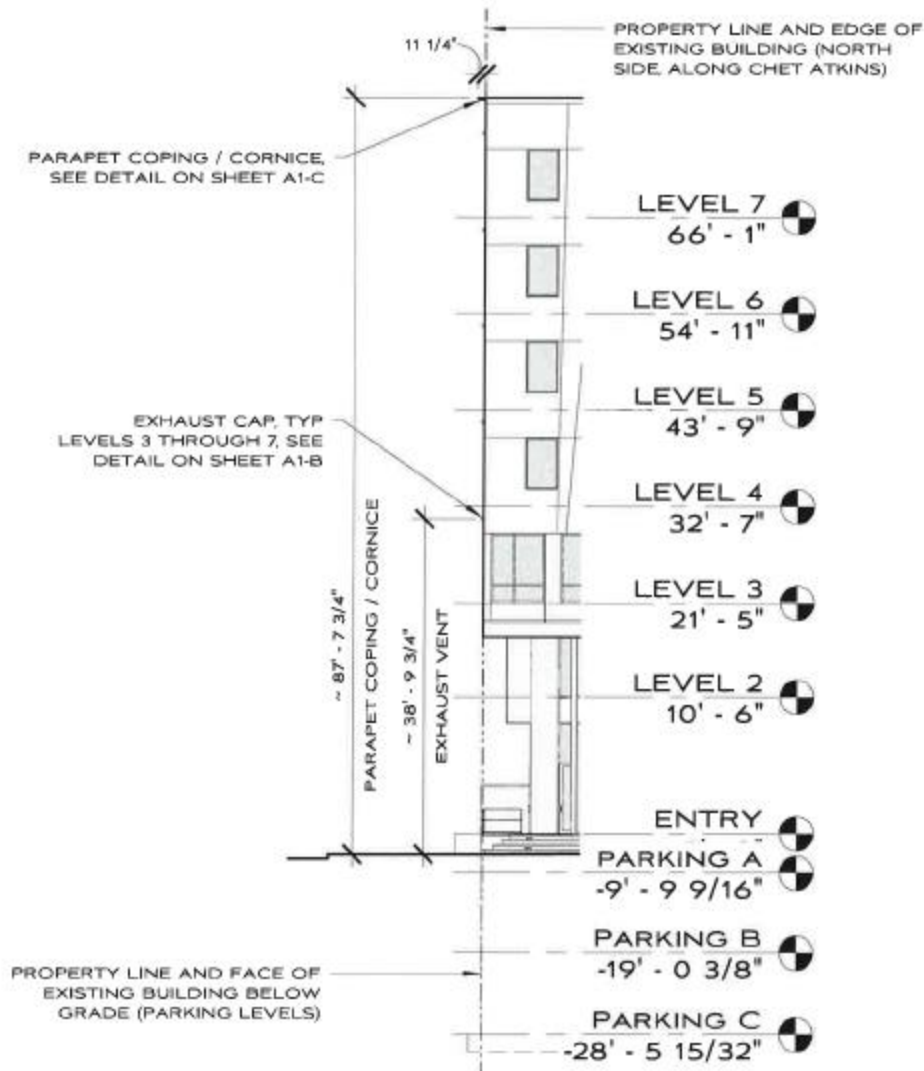 11 1/4"
PROPERTY LINE AND EDGE OF
EXISTING BUILDING (NORTH
SIDE ALONG CHET ATKINS)
PARAPET COPING / CORNICE,
SEE DETAIL ON SHEET A1-C
LEVEL 7
66' - 1"
LEVEL 6
54' - 11"
EXHAUST CAP, TYP
LEVELS 3 THROUGH 7, SEE
DETAIL ON SHEET A1-B
LEVEL 5
43' - 9"
LEVEL 4
32' - 7"
~ 87' - 7 3/4"
PARAPET COPING / CORNICE
~ 38' - 9 3/4"
EXHAUST VENT
LEVEL 3
21' - 5"
LEVEL 2
10' - 6"
ENTRY
PARKING A
-9' - 9 9/16"
PARKING B
-19' - 0 3/8"
PROPERTY LINE AND FACE OF
EXISTING BUILDING BELOW
GRADE (PARKING LEVELS)
PARKING C
-28' - 5 15/32"